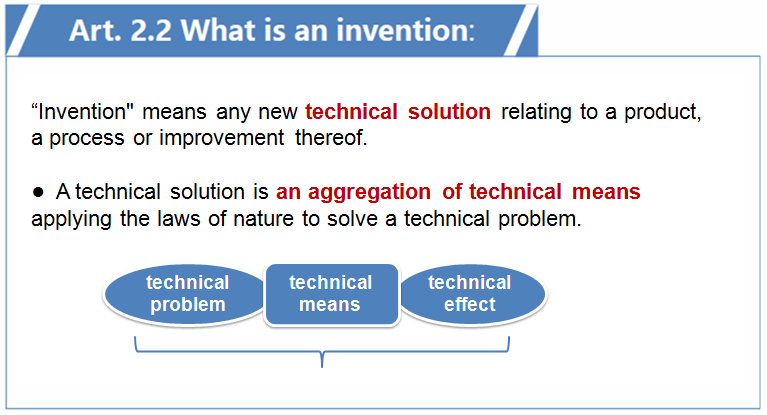 Art. 2.2 What is an invention:
“Invention" means any new technical solution relating to a product,
a process or improvement thereof.
● A technical solution is an aggregation of technical means
applying the laws of nature to solve a technical problem.
technical
problem
technical
means
technical
effect